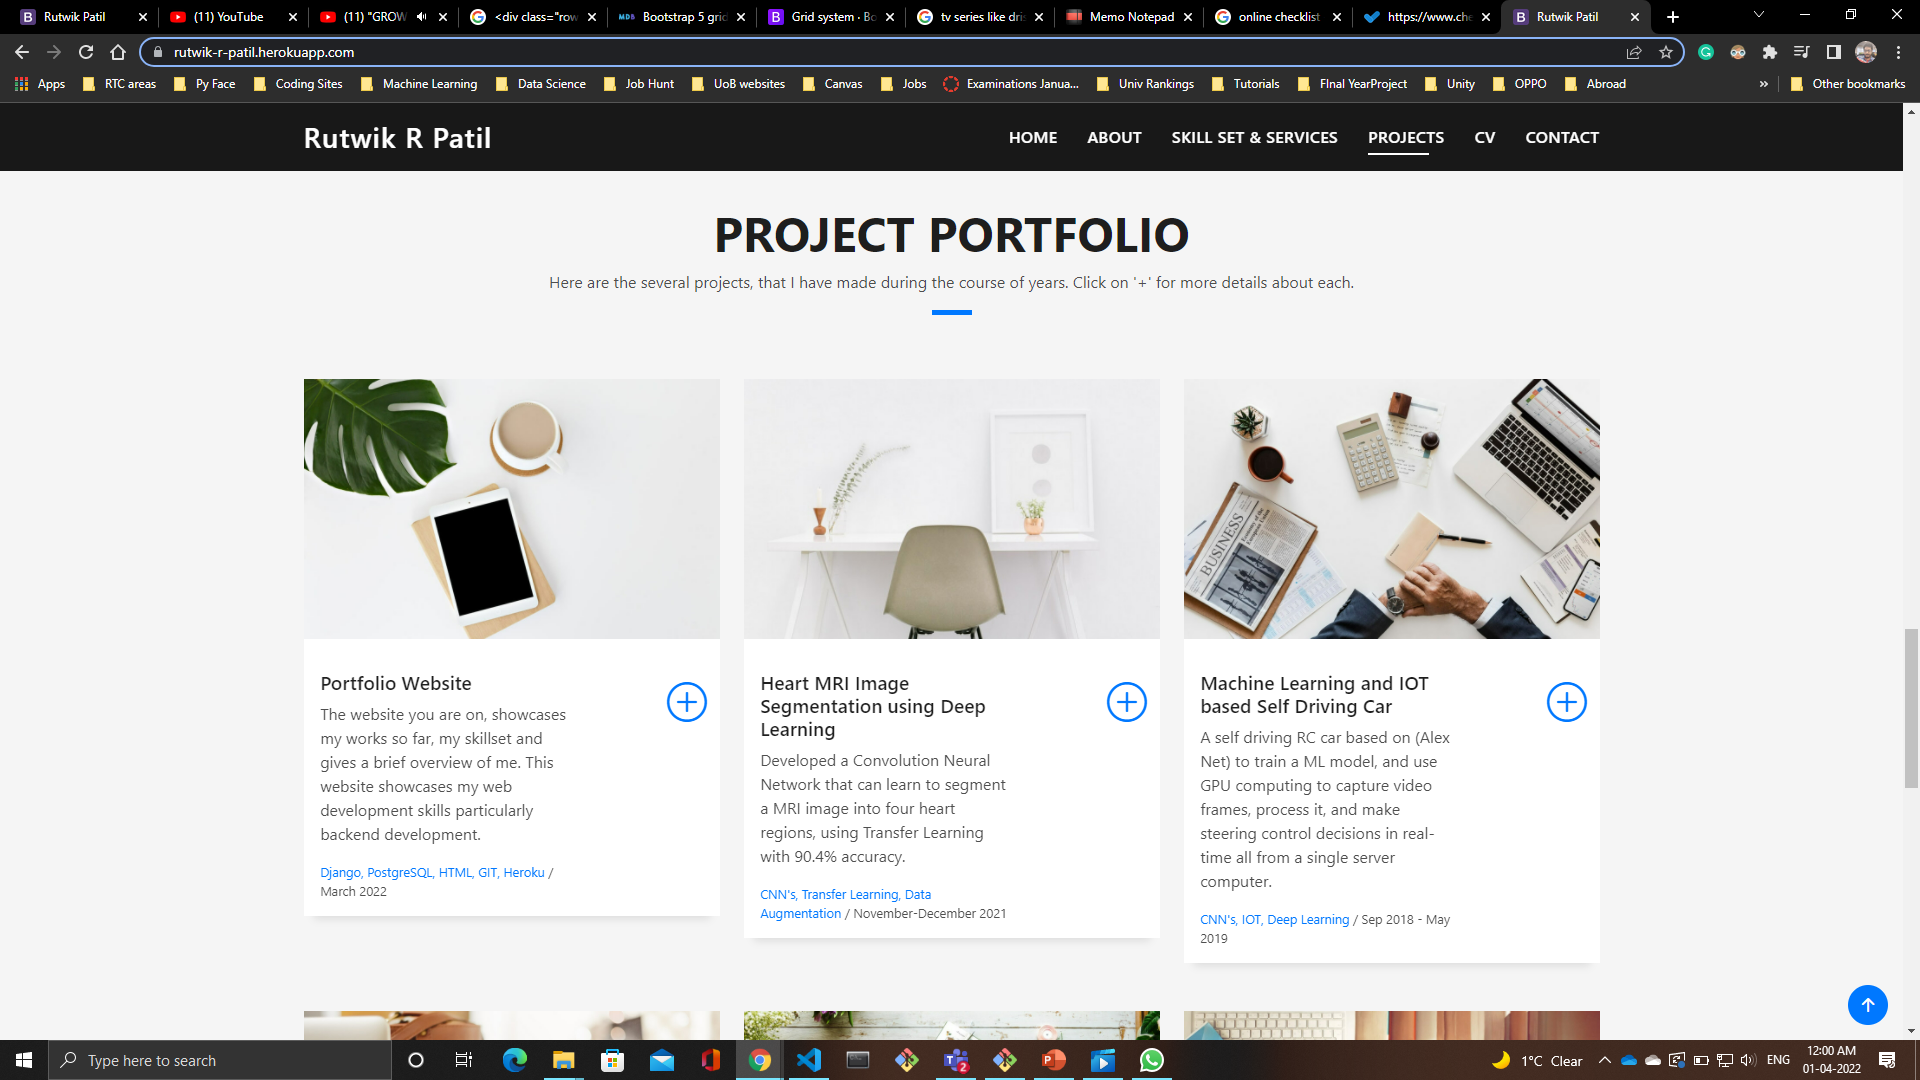 Rutwik Patil
(11) YouTube
(11) "GROW
<div class="row
MDB Bootstrap 5 grid
Grid system · Bo
tv series like dris
Memo Notepad
online checklist
https://www.che
Rutwik Patil
rutwik-r-patil.herokuapp.com
Apps RTC areas Py Face Coding Sites Machine Learning Data Science Job Hunt UoB websites Canvas Jobs Examinations Janua... Univ Rankings Tutorials FInal YearProject Unity OPPO Abroad » Other bookmarks
Rutwik R Patil
HOME ABOUT SKILL SET & SERVICES PROJECTS CV CONTACT
PROJECT PORTFOLIO
Here are the several projects, that I have made during the course of years. Click on '+' for more details about each.
BUSINESS
Portfolio Website
The website you are on, showcases
my works so far, my skillset and
gives a brief overview of me. This
website showcases my web
development skills particularly
backend development.
Django, PostgreSQL, HTML, GIT, Heroku /
March 2022
Heart MRI Image
Segmentation using Deep
Learning
Developed a Convolution Neural
Network that can learn to segment
a MRI image into four heart
regions, using Transfer Learning
with 90.4% accuracy.
CNN's, Transfer Learning, Data
Augmentation / November-December 2021
Machine Learning and IOT
based Self Driving Car
A self driving RC car based on (Alex
Net) to train a ML model, and use
GPU computing to capture video
frames, process it, and make
steering control decisions in real-
time all from a single server
computer.
CNN's, IOT, Deep Learning / Sep 2018 - May
2019
Type here to search
2
1°C Clear
ENG
12:00 AM
01-04-2022